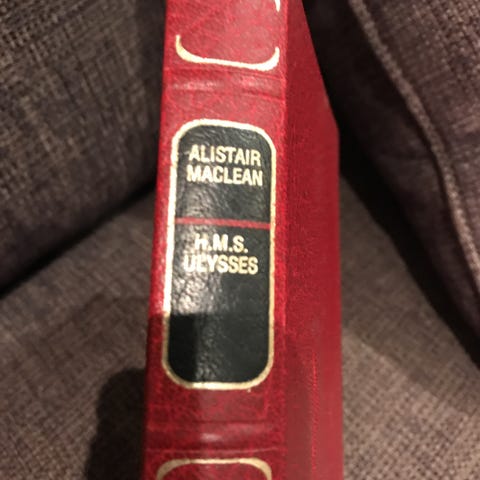 ALISTAIR
MACLEAN
H.M.S.
ULYSSES